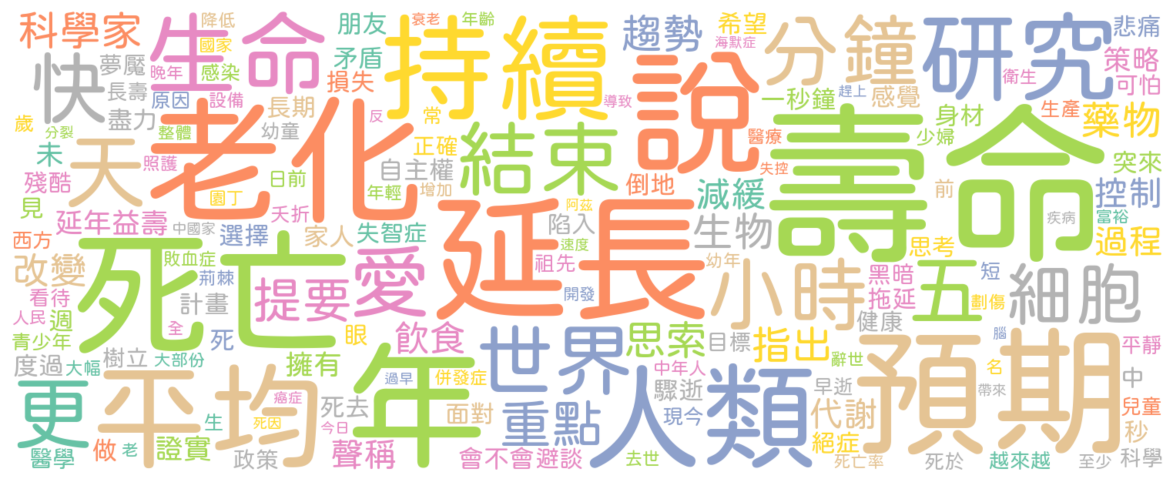 科學家
生命
降低
國家
晚年
感染
朋友
衰老
年齡
矛盾
損失
持續
趨勢
希望
海默症
分鐘
研究
悲痛
策略
可怕
衛生
快
夢魘
長壽
盡力
原因
設備
長期
幼童
反
常
導致
說
一秒鐘
感覺
趕上
身材
少婦
生產
藥物
歲
分裂
整體
未
天
照護
老化
日前
園丁
年輕
正確
自主權
增加
結束
倒地
醫療
失控
減緩
壽命
突來
控制
富裕
疾病
前
殘酷
見
延年益壽
中國家
選擇
夭折
家人
失智症
陷入
阿茲
速度
祖先
延長
生物
幼年
思考
過程
西方
改變
死亡
敗血症
荊棘
提要
愛
開發
小時
黑暗
拖延
五
短
劃傷
細胞
看待
人民
週
計畫
全
死
眼
飲食
世界
思索
目標
指出
健康
腦
平靜
青少年
度過
大幅
樹立
大部份
擁有
過早
併發症
年
中年人
驟逝
辭世
早逝
名
帶來
中
預期
更
平均
癌症
生
死因
死去
今日
面對
重點
人類
現今
代謝
絕症
兒童
秒
醫學
做
老
證實
政策
聲稱
會不會避談
去世
死亡率
死於
越來越
至少
科學